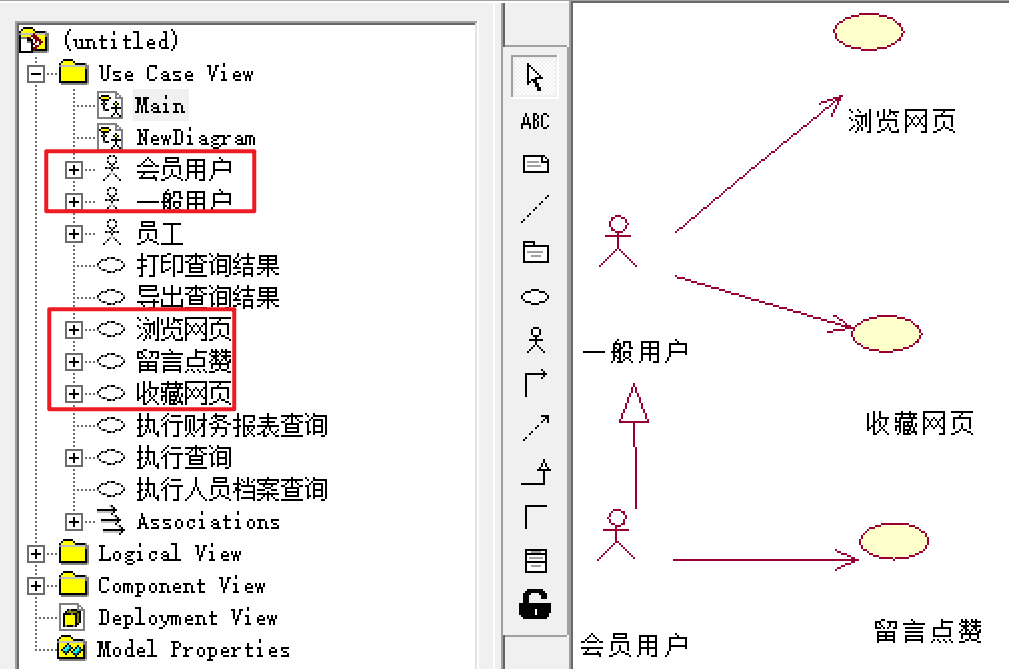 (untitled)
Use Case View
Main
NewDiagram
会员用户
一般用户
员工
打印查询结果
导出查询结果
浏览网页
留言点赞
收藏网页
执行财务报表查询
执行查询
执行人员档案查询
Associations
Logical View
Component View
Deployment View
Model Properties
ABC
浏览网页
一般用户
收藏网页
会员用户
留言点赞